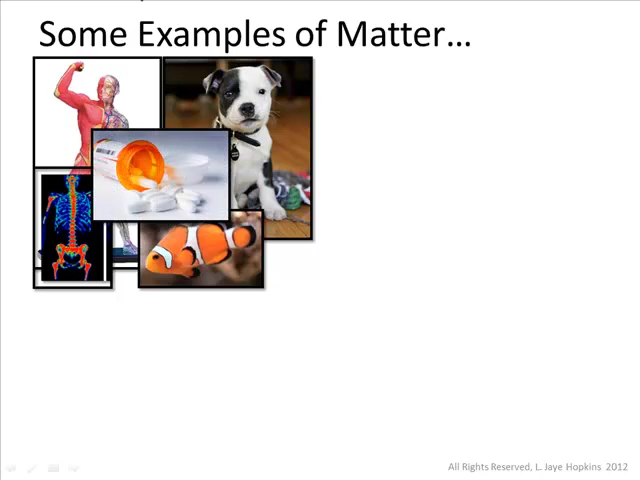 Some Examples of Matter…
All Rights Reserved, L. Jaye Hopkins 2012